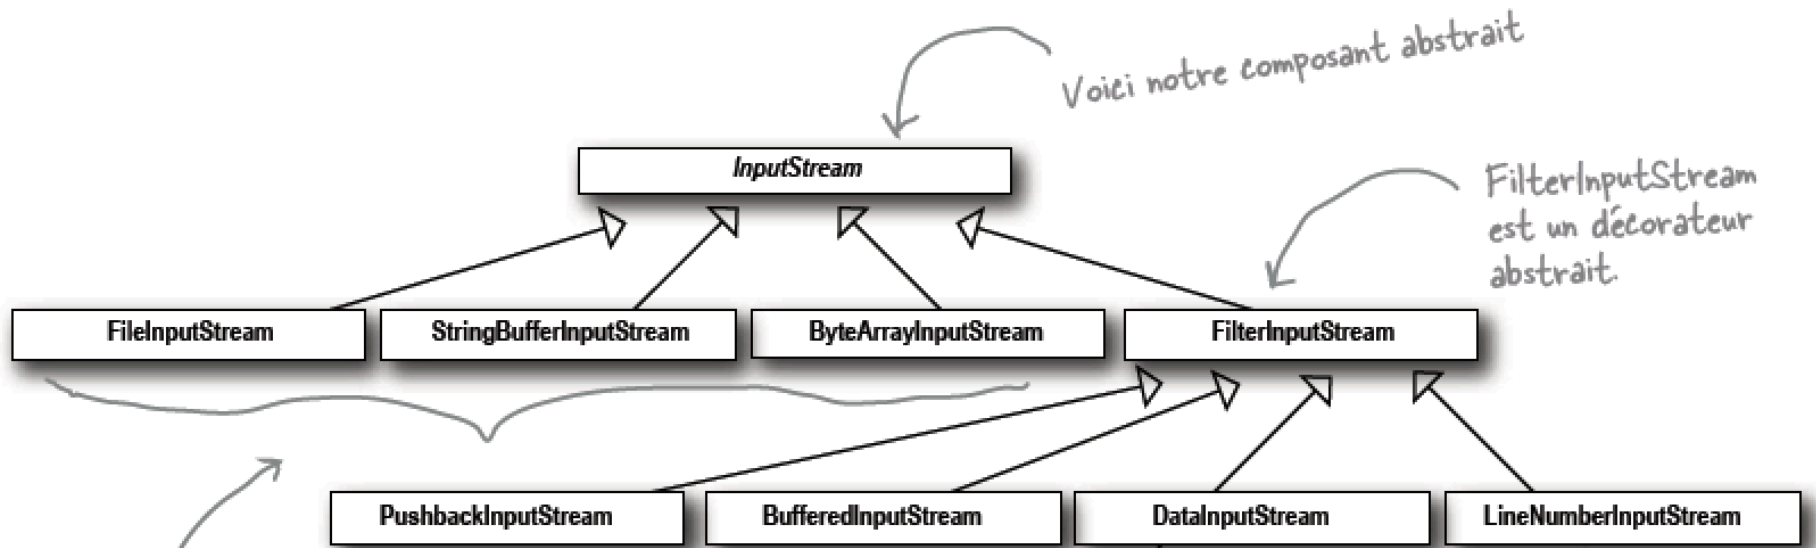 Voici notre composant abstrait
InputStream
FilterInputStream
est un décorateur
abstrait.
FileInputStream
StringBufferInputStream
ByteArrayInputStream
FilterInputStream
PushbackInputStream
BufferedInputStream
DataInputStream
LineNumberInputStream